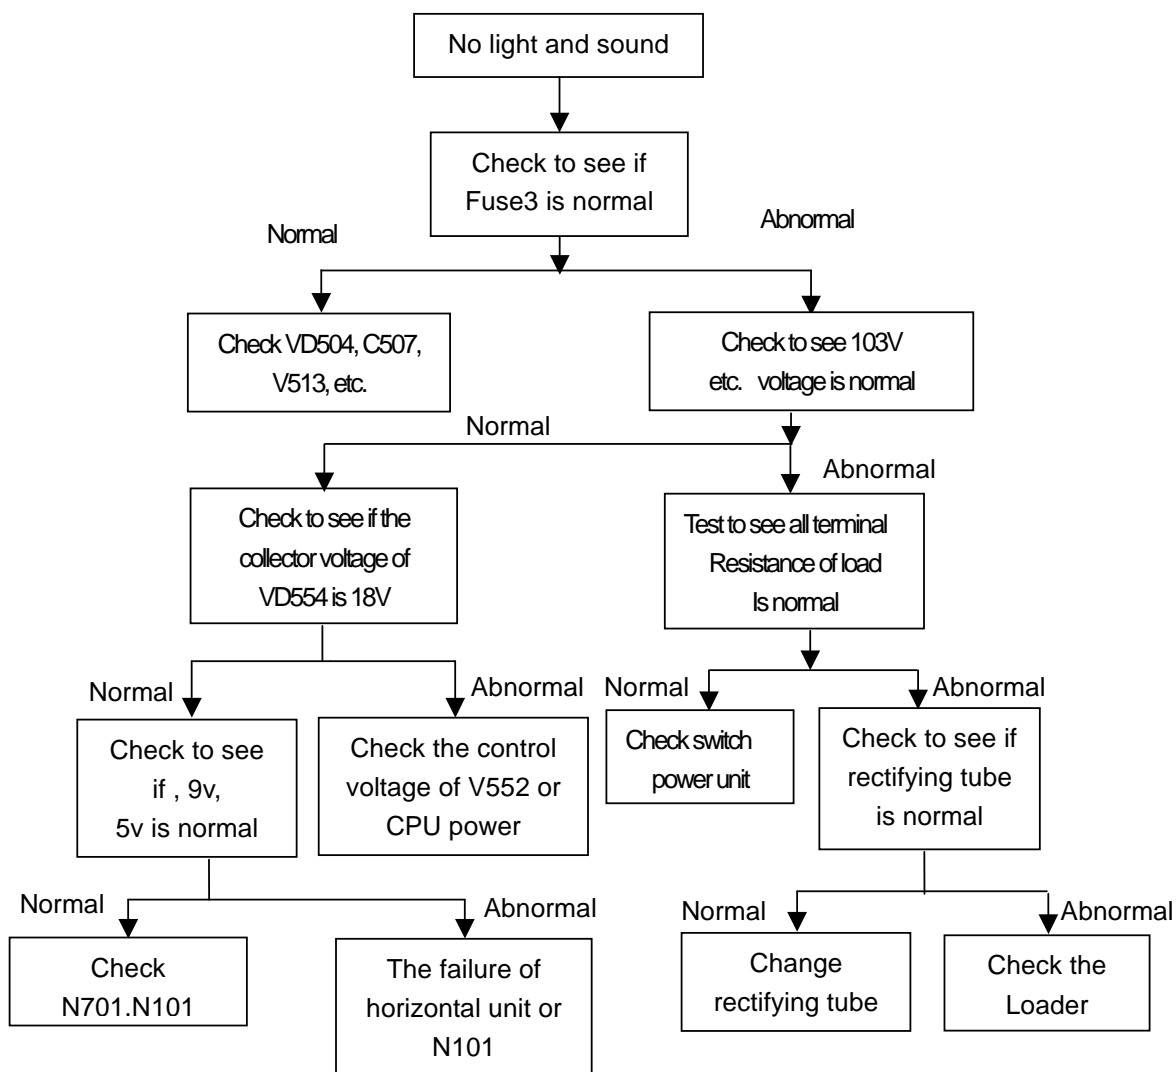 No light and sound
Check to see if
Fuse3 is normal
Normal
Abnormal
Check VD504, C507,
V513, etc.
Check to see 103V
etc. voltage is normal
Normal
Abnormal
Check to see if the
collector voltage of
VD554 is 18V
Test to see all terminal
Resistance of load
Is normal
Normal
Abnormal
Normal
Abnormal
Check to see
if , 9v,
5v is normal
Check the control
voltage of V552 or
CPU power
Check switch
power unit
Check to see if
rectifying tube
is normal
Normal
Abnormal
Normal
Abnormal
Check
N701.N101
The failure of
horizontal unit or
N101
Change
rectifying tube
Check the
Loader